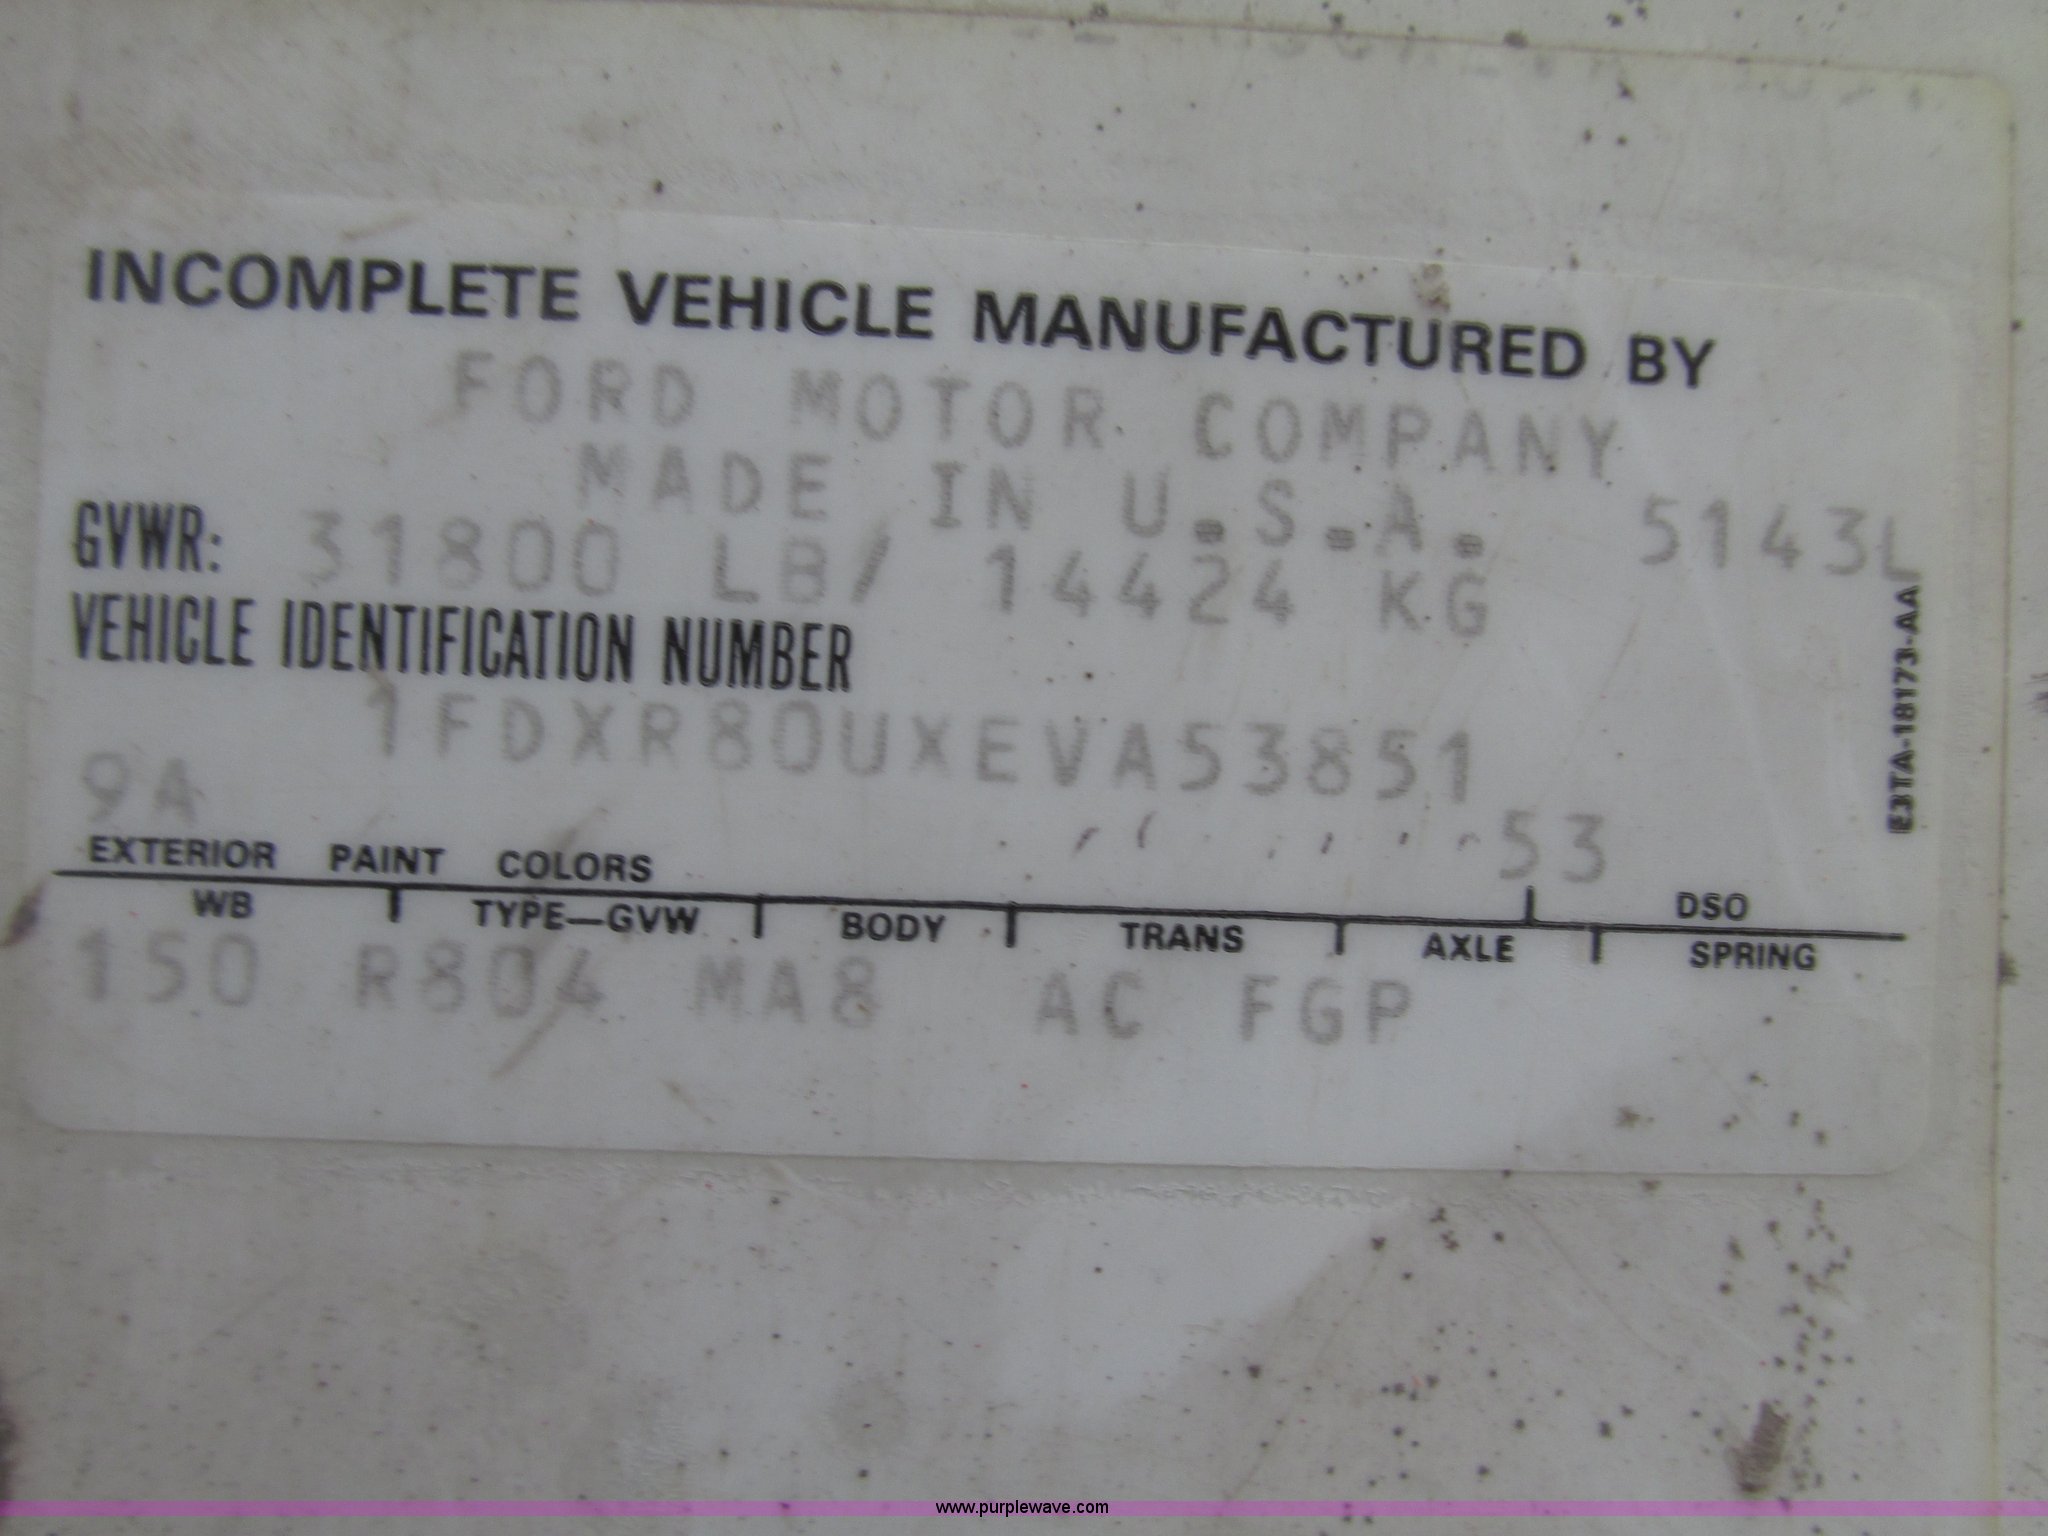 INCOMPLETE VEHICLE MANUFACTURED BY
FORD MOTOR COMPANY
MADE IN U.S.A. 5143L
GVWR: 31800 LB/ 14424 KG
VEHICLE IDENTIFICATION NUMBER
1FDXR80UXEVA53851
9A 53
EXTERIOR PAINT COLORS DSO
WB TYPE—GVW BODY TRANS AXLE SPRING
150 R804 MA8 AC FGP
E3TA-18173-AA
www.purplewave.com